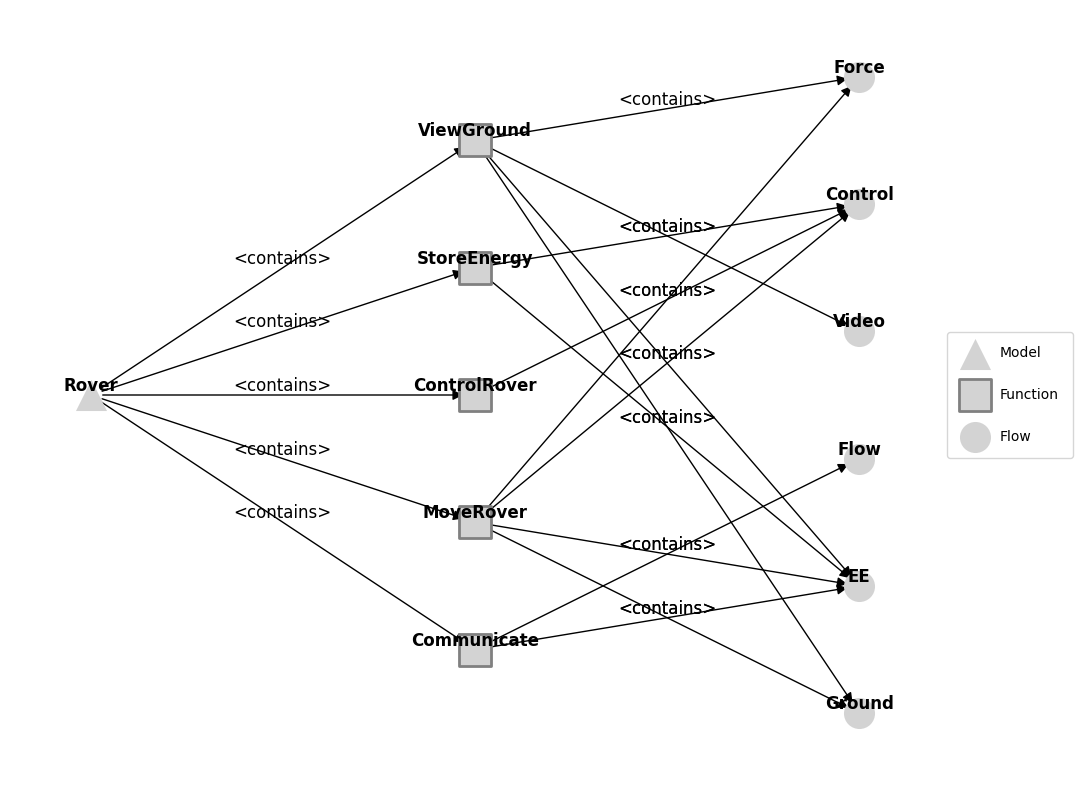 Force
<contains>
ViewGround
Control
<contains>
StoreEnergy
<contains>
<contains>
Video
<contains>
<contains>
Rover
<contains>
ControlRover
<contains>
Model
Function
Flow
<contains>
<contains>
Flow
<contains>
MoveRover
<contains>
EE
<contains>
Communicate
Ground